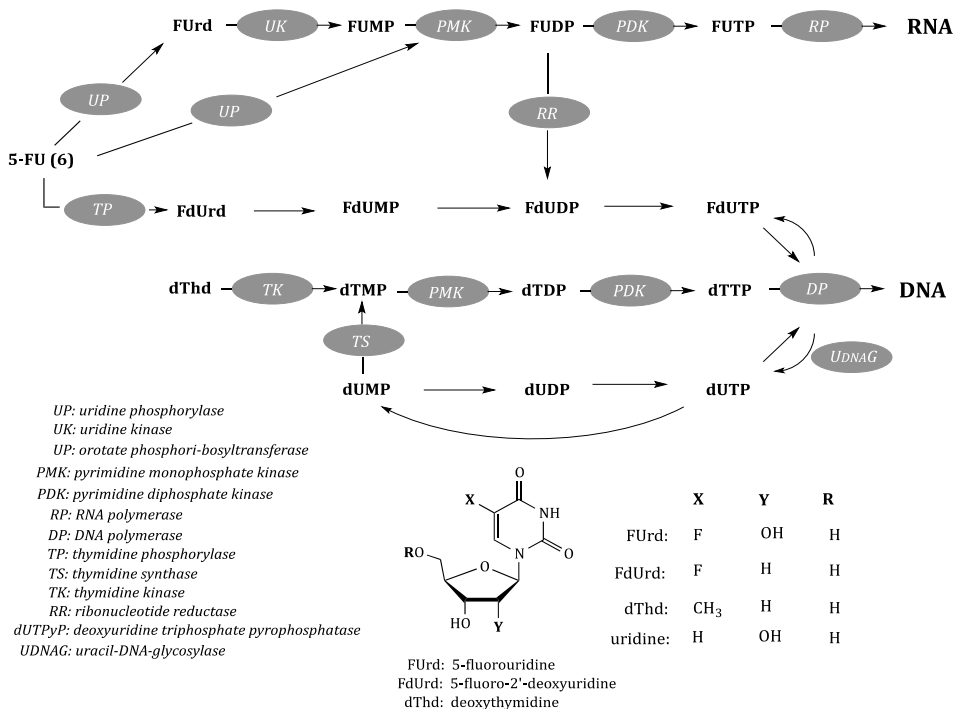 FUrd UK FUMP PMK FUDP PDK FUTP RP RNA
UP UP RR
5-FU (6)
TP FdUrd FdUMP FdUDP FdUTP
dThd TK dTMP PMK dTDP PDK dTTP DP DNA
TS UDNAG
dUMP dUDP dUTP
UP: uridine phosphorylase
UK: uridine kinase
UP: orotate phosphori-bosyltransferase
PMK: pyrimidine monophosphate kinase
PDK: pyrimidine diphosphate kinase
RP: RNA polymerase
DP: DNA polymerase
TP: thymidine phosphorylase
TS: thymidine synthase
TK: thymidine kinase
RR: ribonucleotide reductase
dUTPyP: deoxyuridine triphosphate pyrophosphatase
UDNAG: uracil-DNA-glycosylase
O
X
NH
N O
RO
O
HO
Y
X Y R
FUrd: F OH H
FdUrd: F H H
dThd: CH3 H H
uridine: H OH H
FUrd: 5-fluorouridine
FdUrd: 5-fluoro-2'-deoxyuridine
dThd: deoxythymidine